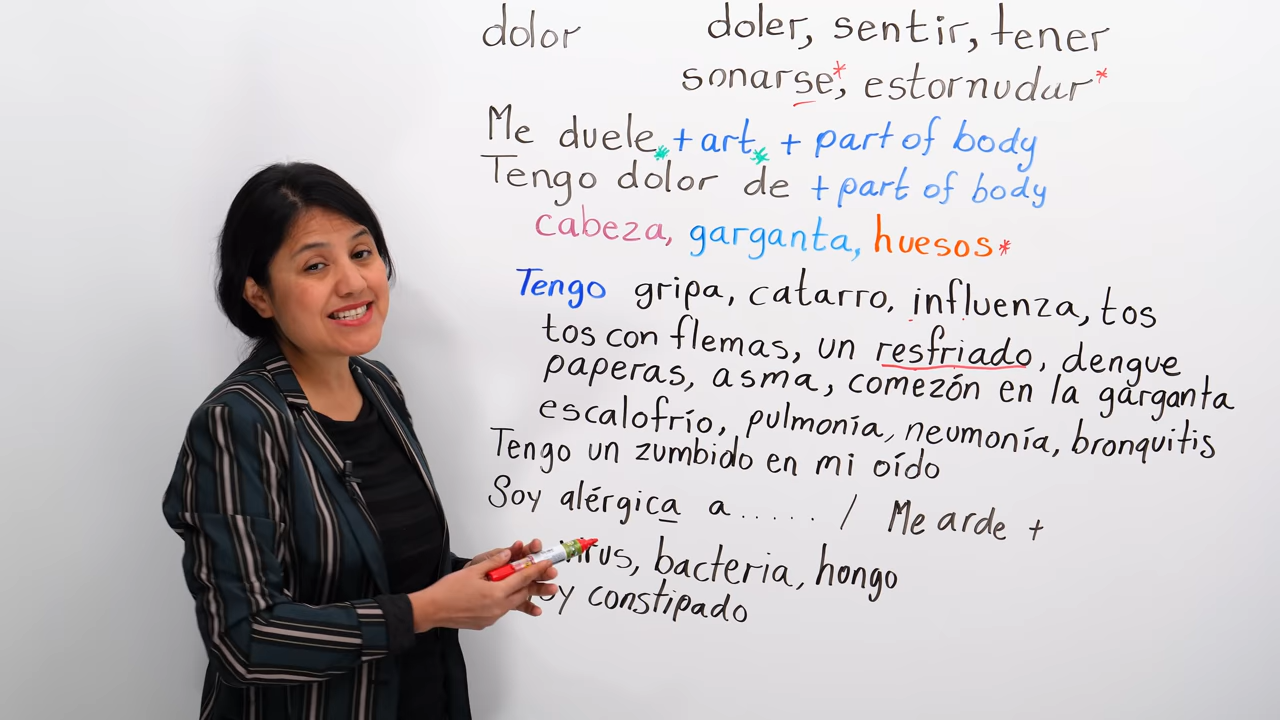 dolor doler, sentir, tener
sonarse*, estornudar*
Me duele* + art* + part of body
Tengo dolor de + part of body
cabeza, garganta, huesos*
Tengo gripa, catarro, influenza, tos
tos con flemas, un resfriado, dengue
paperas, asma, comezón en la garganta
escalofrío, pulmonía, neumonía, bronquitis
Tengo un zumbido en mi oído
Soy alérgica a ..... / Me arde +
bacteria, hongo
constipado